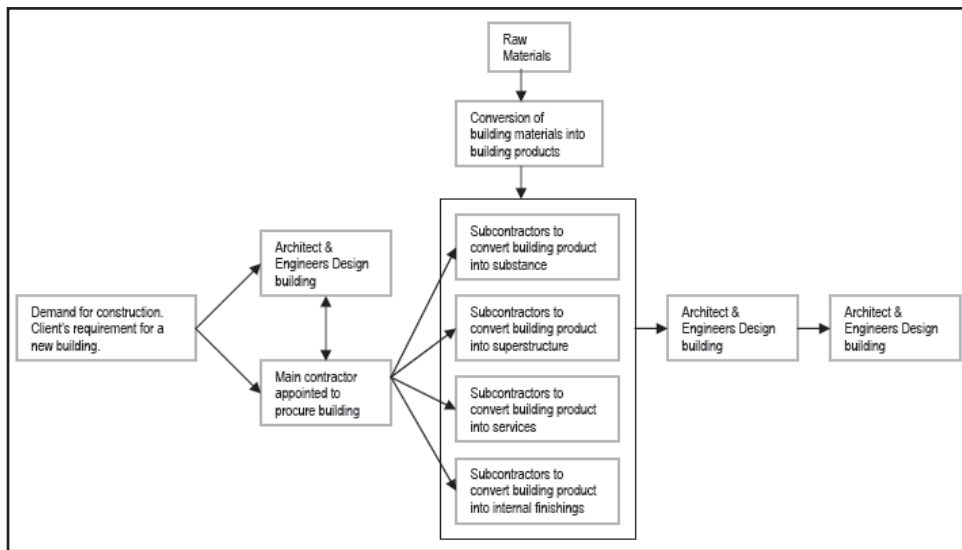 Raw
Materials
Conversion of
building materials into
building products
Demand for construction.
Client's requirement for a
new building.
Architect &
Engineers Design
building
Main contractor
appointed to
procure building
Subcontractors to
convert building product
into substance
Subcontractors to
convert building product
into superstructure
Subcontractors to
convert building product
into services
Subcontractors to
convert building product
into internal finishings
Architect &
Engineers Design
building
Architect &
Engineers Design
building